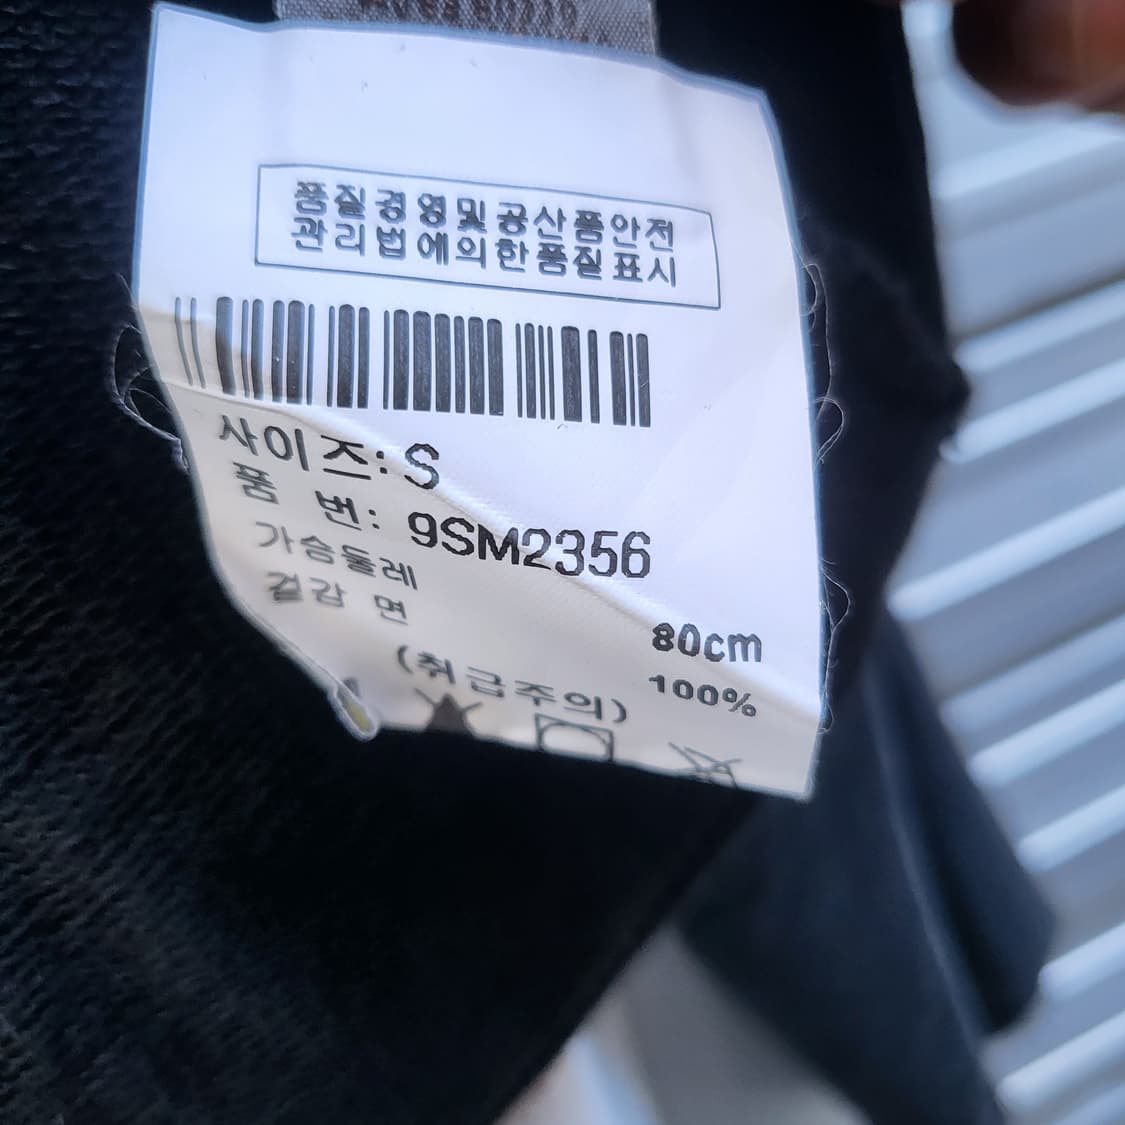 품질경영및공산품안전
관리법에의한품질표시
사이즈: S
품 번: 9SM2356
가슴둘레 80cm
겉감 면 100%
(취급주의)